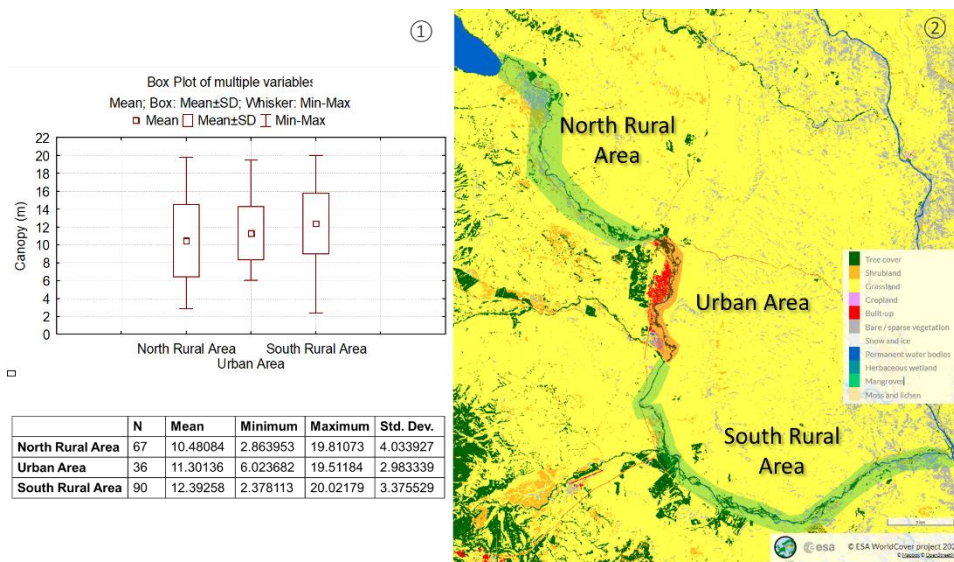 ①
Box Plot of multiple variables
Mean; Box: Mean±SD; Whisker: Min-Max
Mean Mean±SD Min-Max
Canopy (m)
22
20
18
16
14
12
10
8
6
4
2
0
North Rural Area South Rural Area
Urban Area
N Mean Minimum Maximum Std. Dev.
North Rural Area 67 10.48084 2.863953 19.81073 4.033927
Urban Area 36 11.30136 6.023682 19.51184 2.983339
South Rural Area 90 12.39258 2.378113 20.02179 3.375529
②
North Rural
Area
Urban Area
South Rural
Area
Tree cover
Shrubland
Grassland
Cropland
Built-up
Bare / sparse vegetation
Snow and ice
Permanent water bodies
Herbaceous wetland
Mangroves
Moss and lichen
esa
© ESA WorldCover project 202
© Mapbox © OpenStreetM